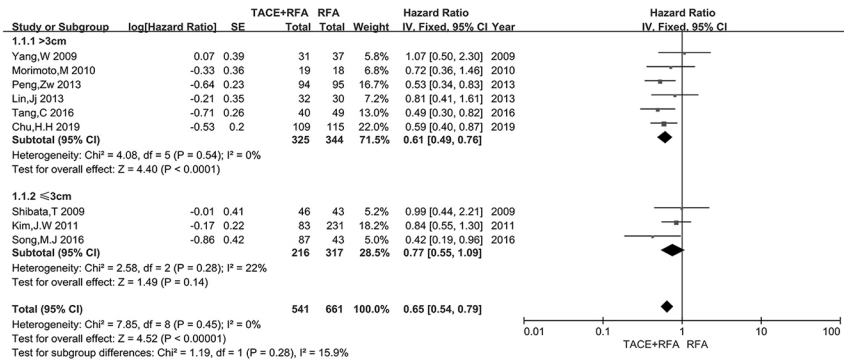 TACE+RFA RFA Hazard Ratio Hazard Ratio
Study or Subgroup log[Hazard Ratio] SE Total Total Weight IV, Fixed, 95% CI Year IV, Fixed, 95% CI
1.1.1 >3cm
Yang,W 2009 0.07 0.39 31 37 5.8% 1.07 [0.50, 2.30] 2009
Morimoto,M 2010 -0.33 0.36 19 18 6.8% 0.72 [0.36, 1.46] 2010
Peng,Zw 2013 -0.64 0.23 94 95 16.7% 0.53 [0.34, 0.83] 2013
Lin,Jj 2013 -0.21 0.35 32 30 7.2% 0.81 [0.41, 1.61] 2013
Tang,C 2016 -0.71 0.26 40 49 13.0% 0.49 [0.30, 0.82] 2016
Chu,H.H 2019 -0.53 0.2 109 115 22.0% 0.59 [0.40, 0.87] 2019
Subtotal (95% CI) 325 344 71.5% 0.61 [0.49, 0.76]
Heterogeneity: Chi² = 4.08, df = 5 (P = 0.54); I² = 0%
Test for overall effect: Z = 4.40 (P < 0.0001)
1.1.2 ≤3cm
Shibata,T 2009 -0.01 0.41 46 43 5.2% 0.99 [0.44, 2.21] 2009
Kim,J.W 2011 -0.17 0.22 83 231 18.2% 0.84 [0.55, 1.30] 2011
Song,M.J 2016 -0.86 0.42 87 43 5.0% 0.42 [0.19, 0.96] 2016
Subtotal (95% CI) 216 317 28.5% 0.77 [0.55, 1.09]
Heterogeneity: Chi² = 2.58, df = 2 (P = 0.28); I² = 22%
Test for overall effect: Z = 1.49 (P = 0.14)
Total (95% CI) 541 661 100.0% 0.65 [0.54, 0.79]
Heterogeneity: Chi² = 7.85, df = 8 (P = 0.45); I² = 0%
Test for overall effect: Z = 4.52 (P < 0.00001)
Test for subgroup differences: Chi² = 1.19, df = 1 (P = 0.28), I² = 15.9%
0.01 0.1 1 10 100
TACE+RFA RFA